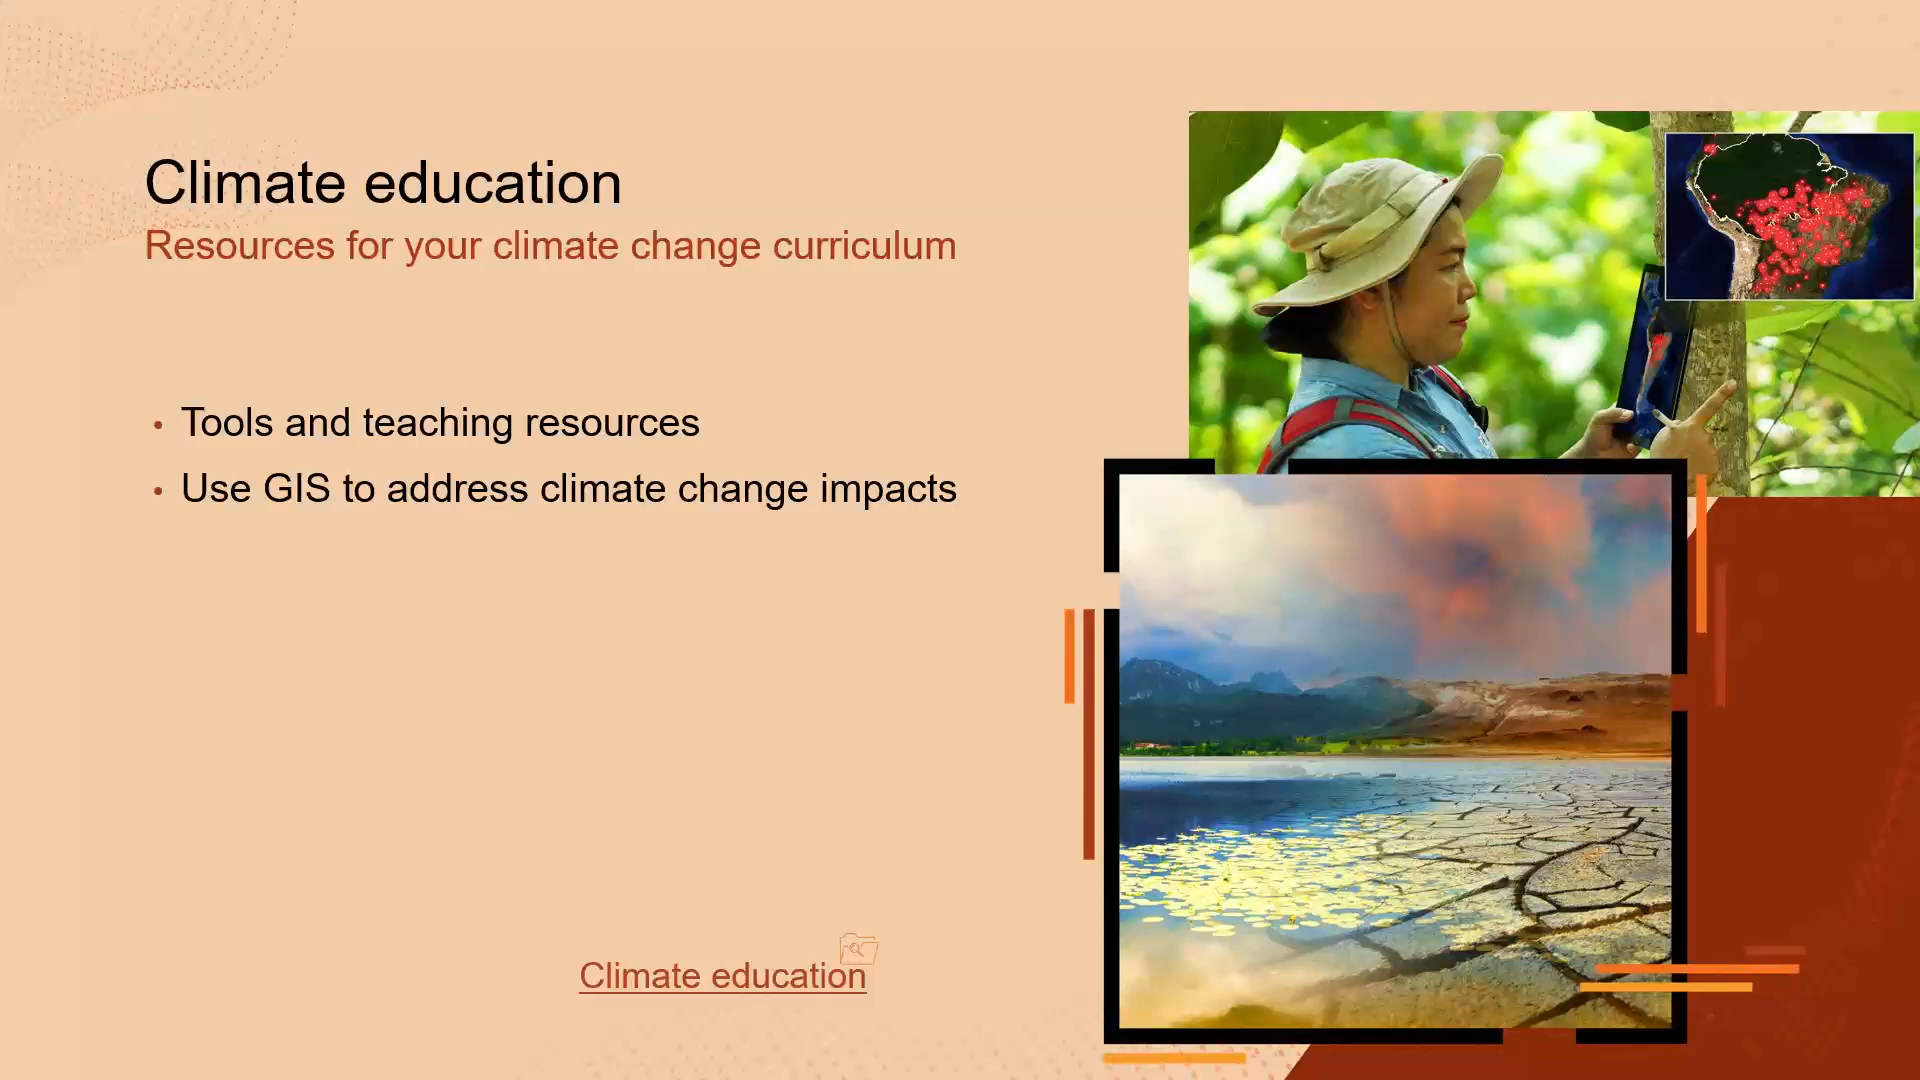 Climate education
Resources for your climate change curriculum
• Tools and teaching resources
• Use GIS to address climate change impacts
Climate education